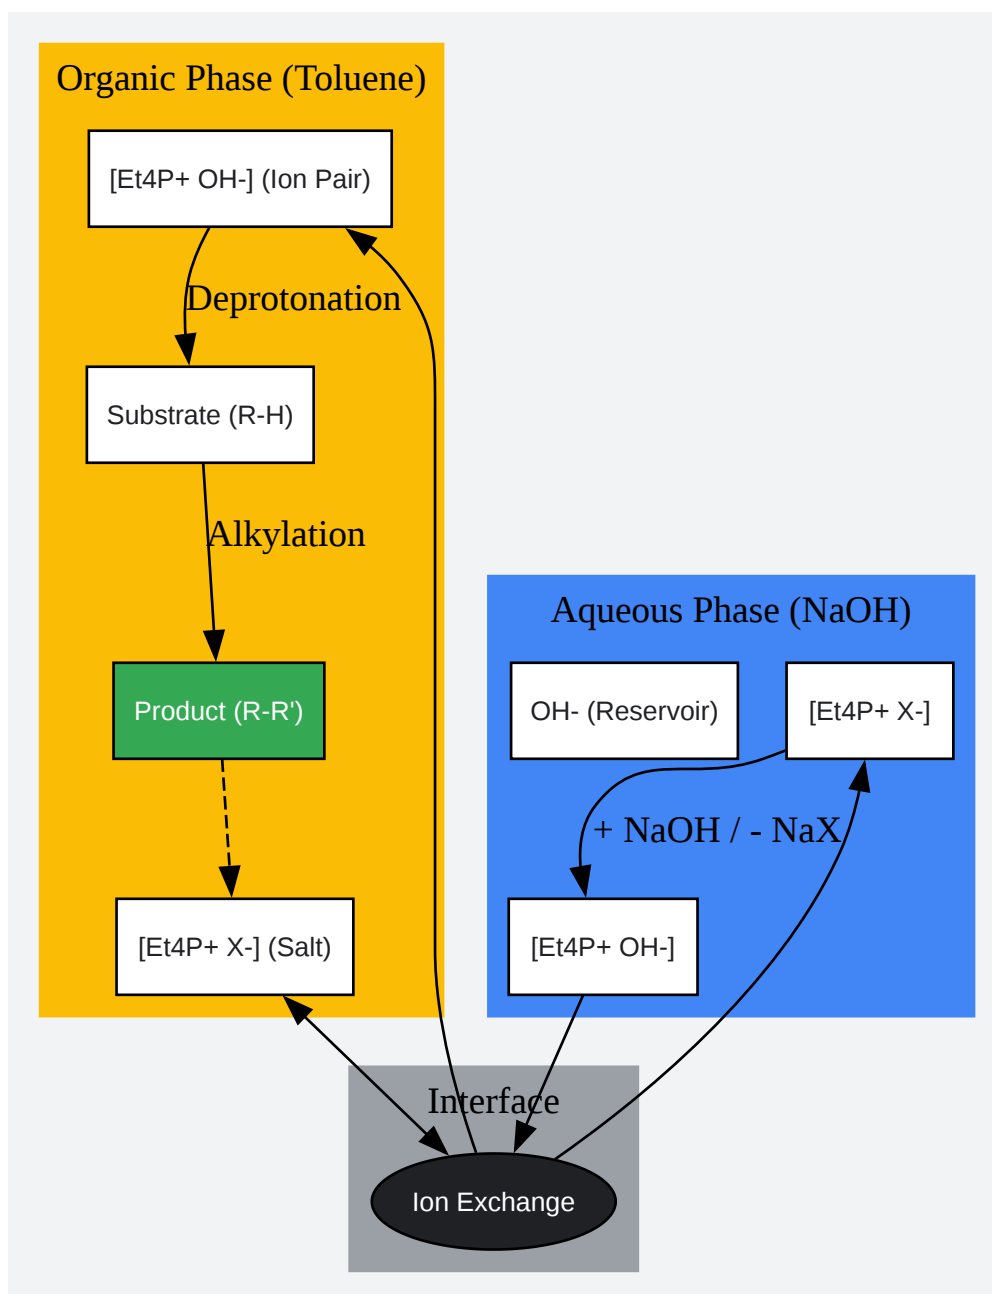 Organic Phase (Toluene)
[Et4P+ OH-] (Ion Pair)
Deprotonation
Substrate (R-H)
Alkylation
Product (R-R')
[Et4P+ X-] (Salt)
Aqueous Phase (NaOH)
OH- (Reservoir)
[Et4P+ X-]
+ NaOH / - NaX
[Et4P+ OH-]
Interface
Ion Exchange